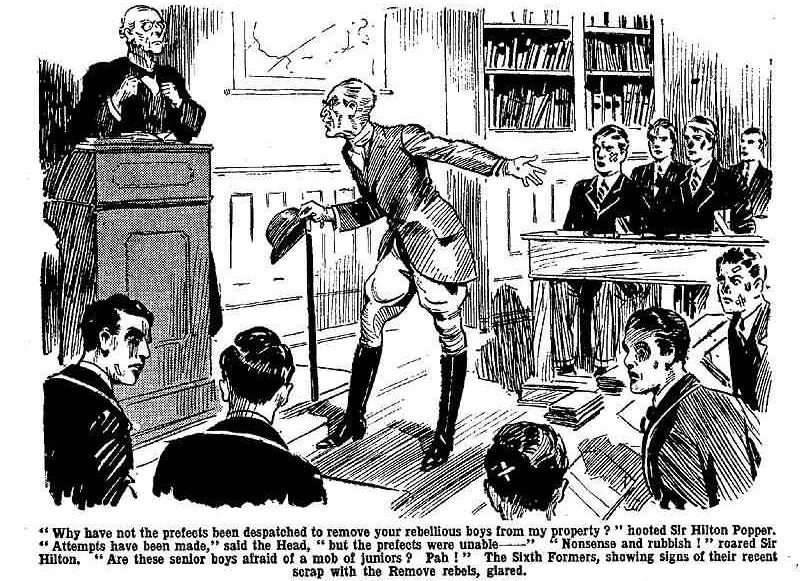 “ Why have not the prefects been despatched to remove your rebellious boys from my property ? ” hooted Sir Hilton Popper.
“ Attempts have been made,” said the Head, “ but the prefects were unable——” “ Nonsense and rubbish ! ” roared Sir
Hilton. “ Are these senior boys afraid of a mob of juniors ? Pah ! ” The Sixth Formers, showing signs of their recent
scrap with the Remove rebels, glared.